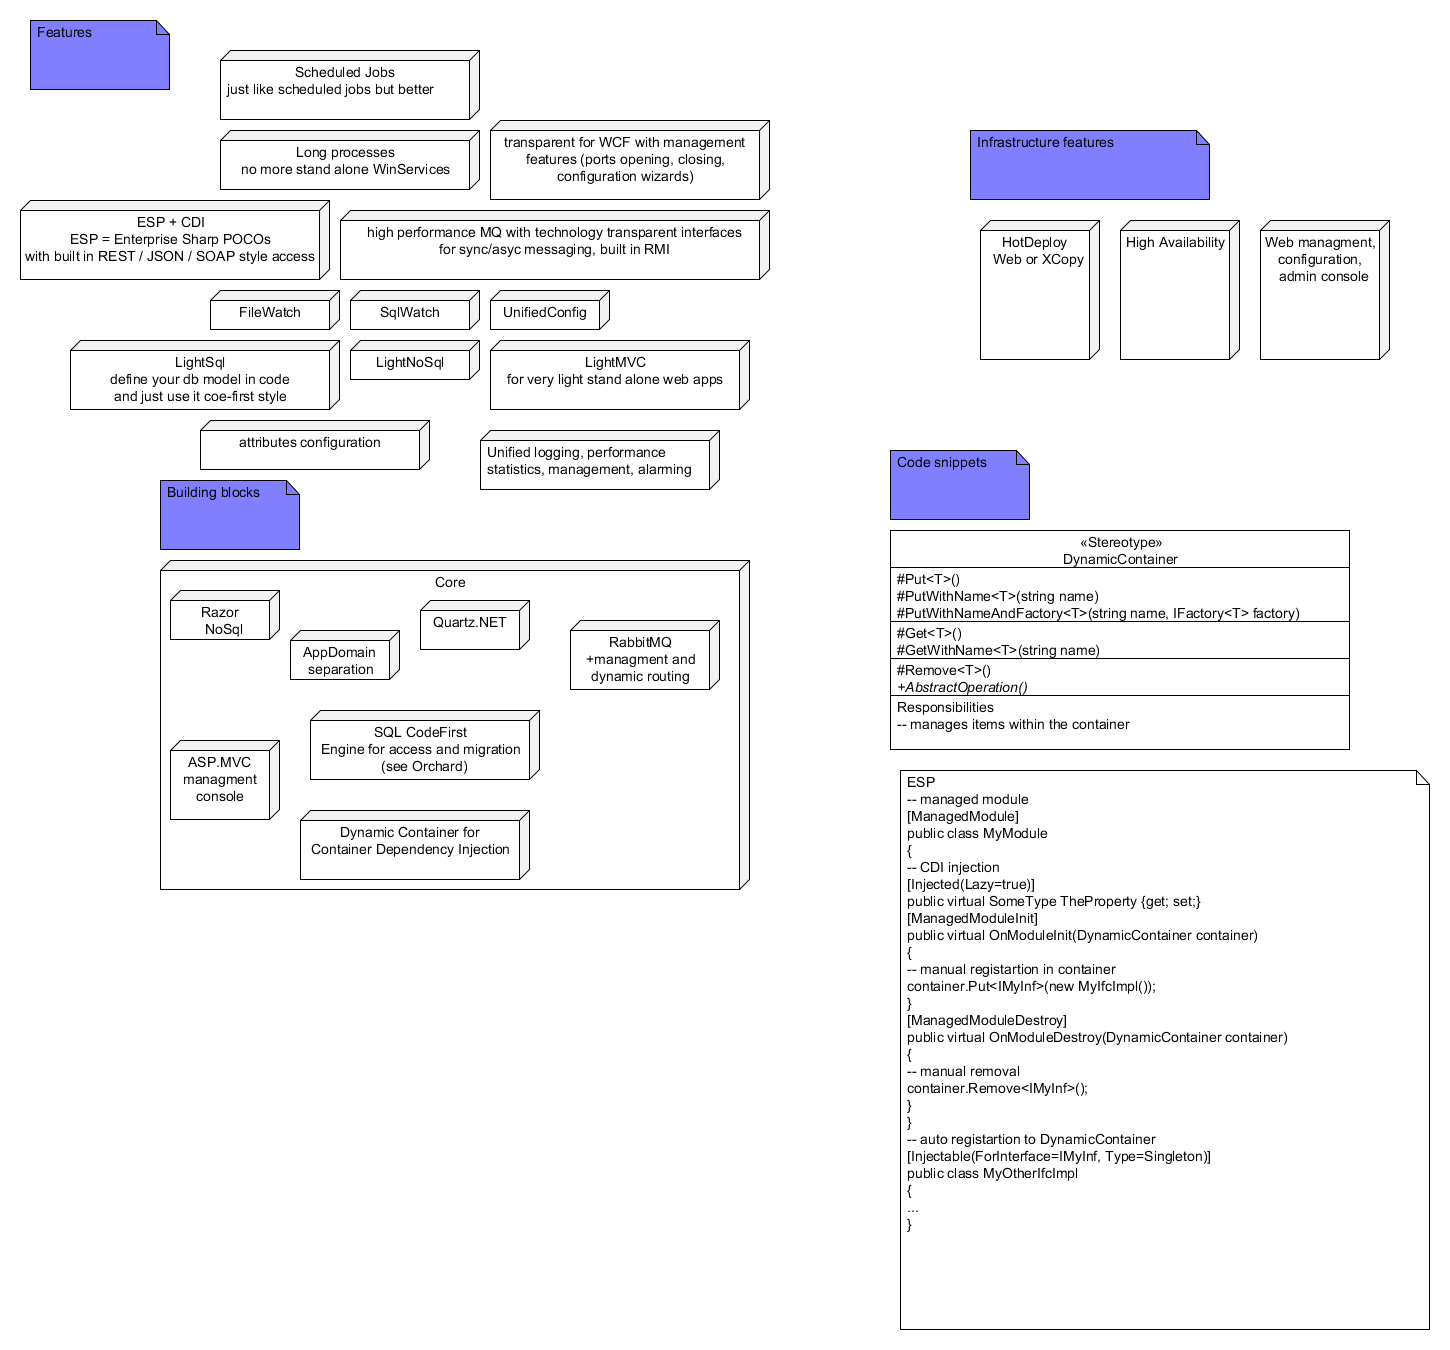 Features
Scheduled Jobs
just like scheduled jobs but better
Long processes
no more stand alone WinServices
transparent for WCF with management
features (ports opening, closing,
configuration wizards)
ESP + CDI
ESP = Enterprise Sharp POCOs
with built in REST / JSON / SOAP style access
high performance MQ with technology transparent interfaces
for sync/asyc messaging, built in RMI
FileWatch
SqlWatch
UnifiedConfig
LightSql
define your db model in code
and just use it coe-first style
LightNoSql
LightMVC
for very light stand alone web apps
attributes configuration
Unified logging, performance
statistics, management, alarming
Building blocks
Core
Razor
NoSql
AppDomain
separation
Quartz.NET
RabbitMQ
+managment and
dynamic routing
SQL CodeFirst
Engine for access and migration
(see Orchard)
ASP.MVC
managment
console
Dynamic Container for
Container Dependency Injection
Infrastructure features
HotDeploy
Web or XCopy
High Availability
Web managment,
configuration,
admin console
Code snippets
«Stereotype»
DynamicContainer
#Put<T>()
#PutWithName<T>(string name)
#PutWithNameAndFactory<T>(string name, IFactory<T> factory)
#Get<T>()
#GetWithName<T>(string name)
#Remove<T>()
+AbstractOperation()
Responsibilities
-- manages items within the container
ESP
-- managed module
[ManagedModule]
public class MyModule
{
-- CDI injection
[Injected(Lazy=true)]
public virtual SomeType TheProperty {get; set;}
[ManagedModuleInit]
public virtual OnModuleInit(DynamicContainer container)
{
-- manual registartion in container
container.Put<IMyInf>(new MyIfcImpl());
}
[ManagedModuleDestroy]
public virtual OnModuleDestroy(DynamicContainer container)
{
-- manual removal
container.Remove<IMyInf>();
}
}
-- auto registartion to DynamicContainer
[Injectable(ForInterface=IMyInf, Type=Singleton)]
public class MyOtherIfcImpl
{
...
}